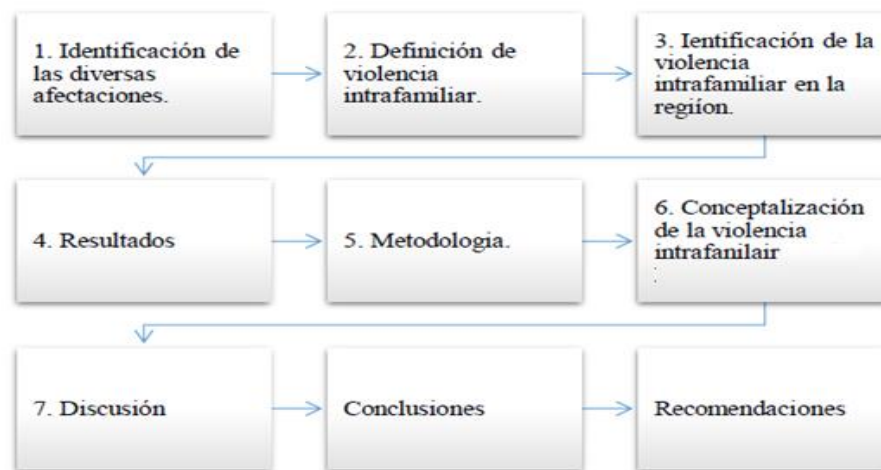 1. Identificación de
las diversas
afectaciones.
2. Definición de
violencia
intrafamiliar.
3. Ientificación de la
violencia
intrafamiliar en la
regiíon.
4. Resultados
5. Metodologia.
6. Conceptalización
de la violencia
intrafanilair
.
7. Discusión
Conclusiones
Recomendaciones